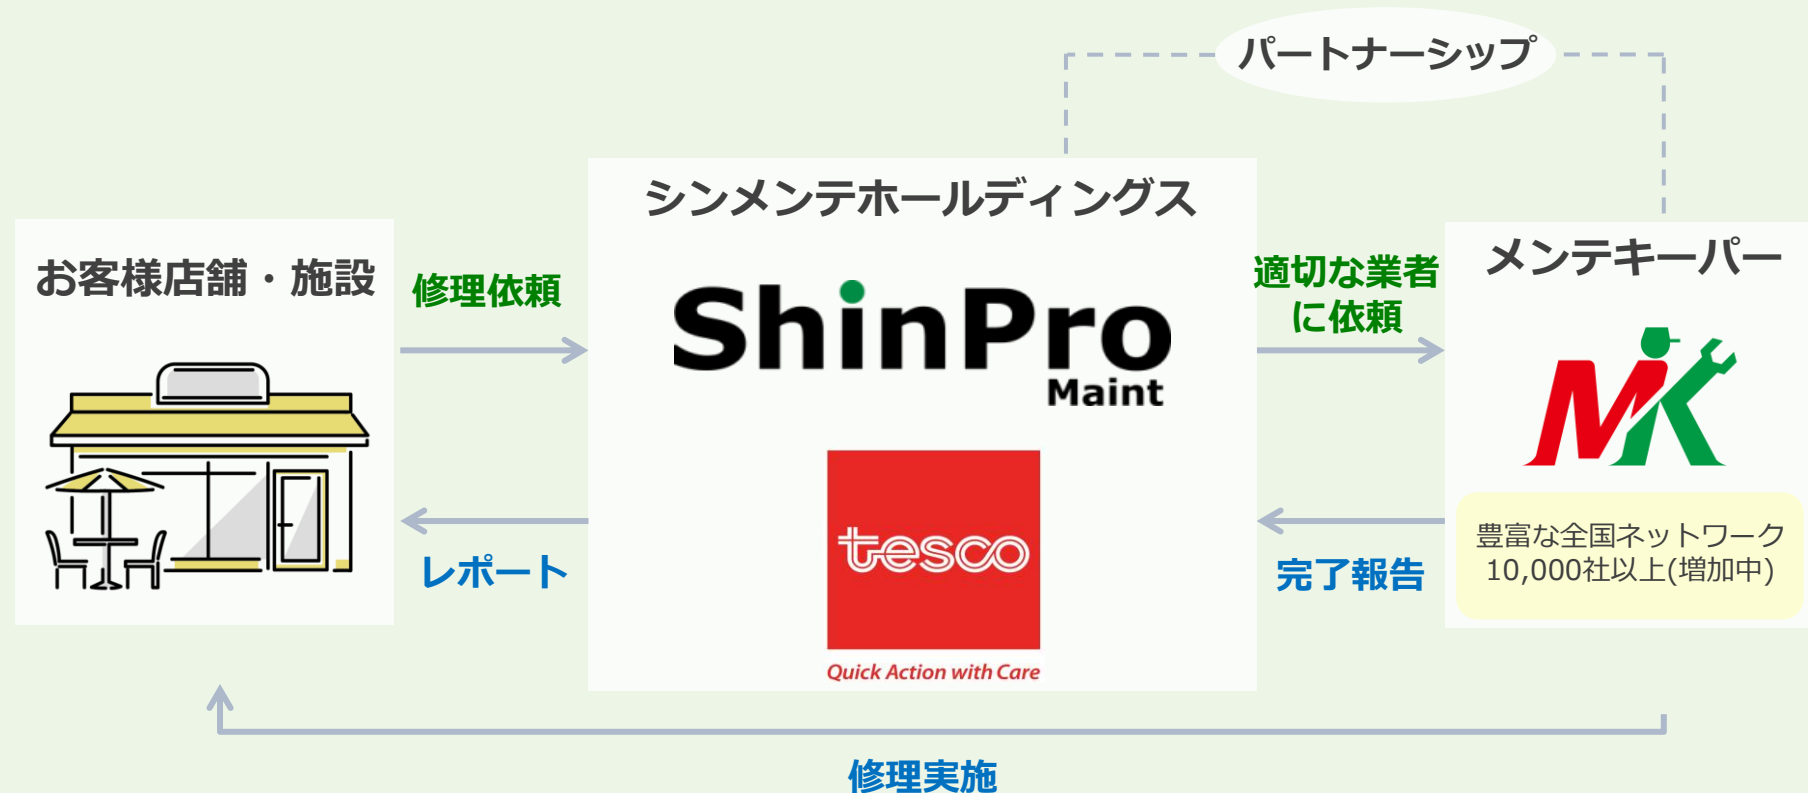 パートナーシップ
シンメンテホールディングス
お客様店舗・施設
修理依頼
適切な業者
に依頼
メンテキーパー
ShinPro
Maint
MK
tesco
Quick Action with Care
レポート
完了報告
豊富な全国ネットワーク
10,000社以上(増加中)
修理実施